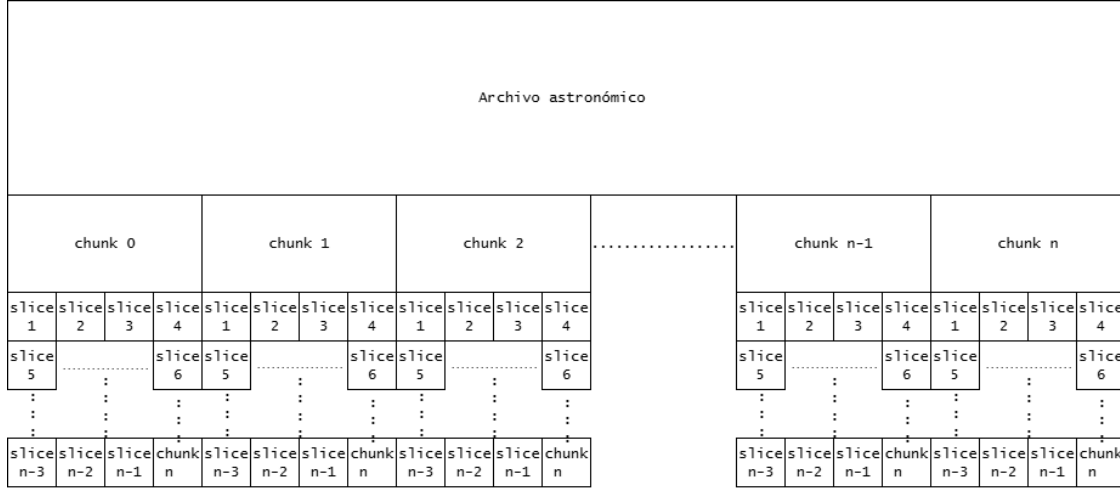 Archivo astronómico
chunk 0 chunk 1 chunk 2 .................. chunk n-1 chunk n
slice slice slice slice slice slice slice slice slice slice slice slice slice slice slice slice slice slice slice slice
1 2 3 4 1 2 3 4 1 2 3 4 1 2 3 4 1 2 3 4
slice slice slice slice slice slice slice slice slice slice
5 6 5 6 5 6 5 6 5 6
slice slice slice chunk slice slice slice chunk slice slice slice chunk slice slice slice chunk slice slice slice chunk
n-3 n-2 n-1 n n-3 n-2 n-1 n n-3 n-2 n-1 n n-3 n-2 n-1 n n-3 n-2 n-1 n